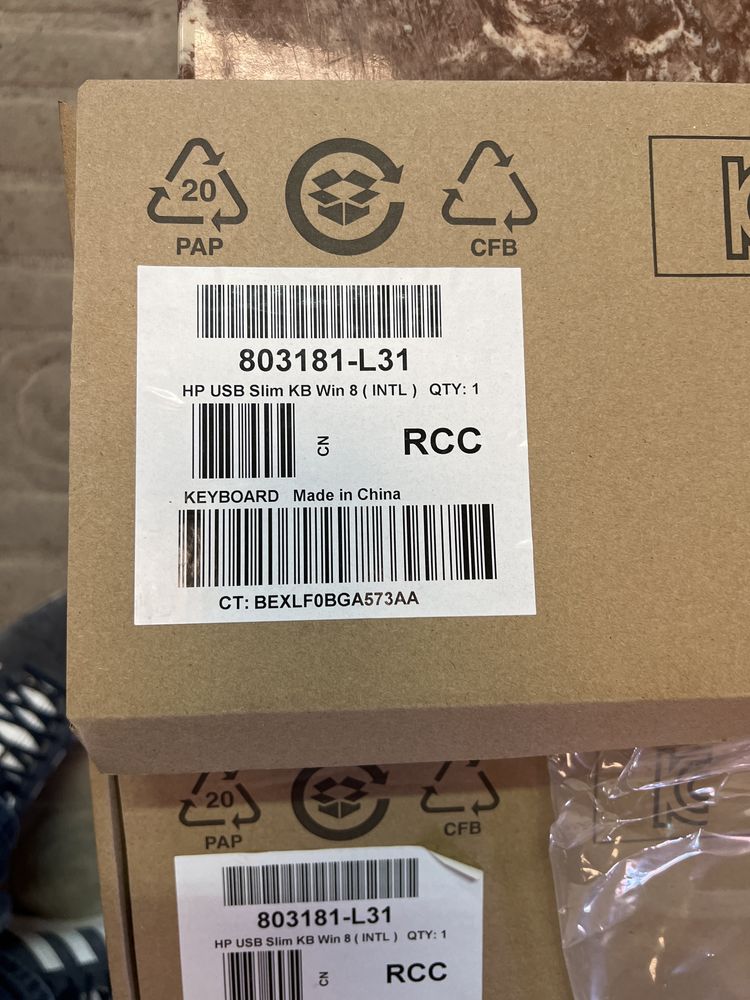 20
PAP
CFB
803181-L31
HP USB Slim KB Win 8 ( INTL )   QTY: 1
CN
RCC
KEYBOARD   Made in China
CT: BEXLF0BGA573AA
20
PAP
CFB
803181-L31
HP USB Slim KB Win 8 ( INTL )   QTY: 1
CN
RCC